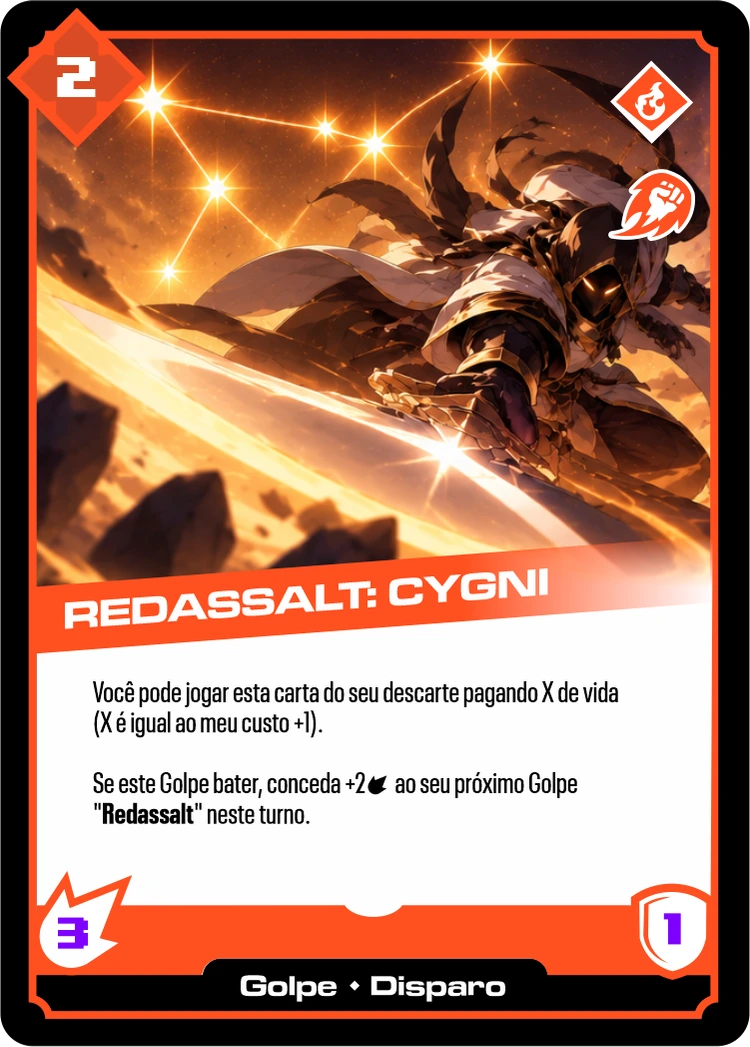 2
REDASSALT: CYGNI
Você pode jogar esta carta do seu descarte pagando X de vida
(X é igual ao meu custo +1).
Se este Golpe bater, conceda +2 ao seu próximo Golpe
"Redassalt" neste turno.
3
1
Golpe • Disparo